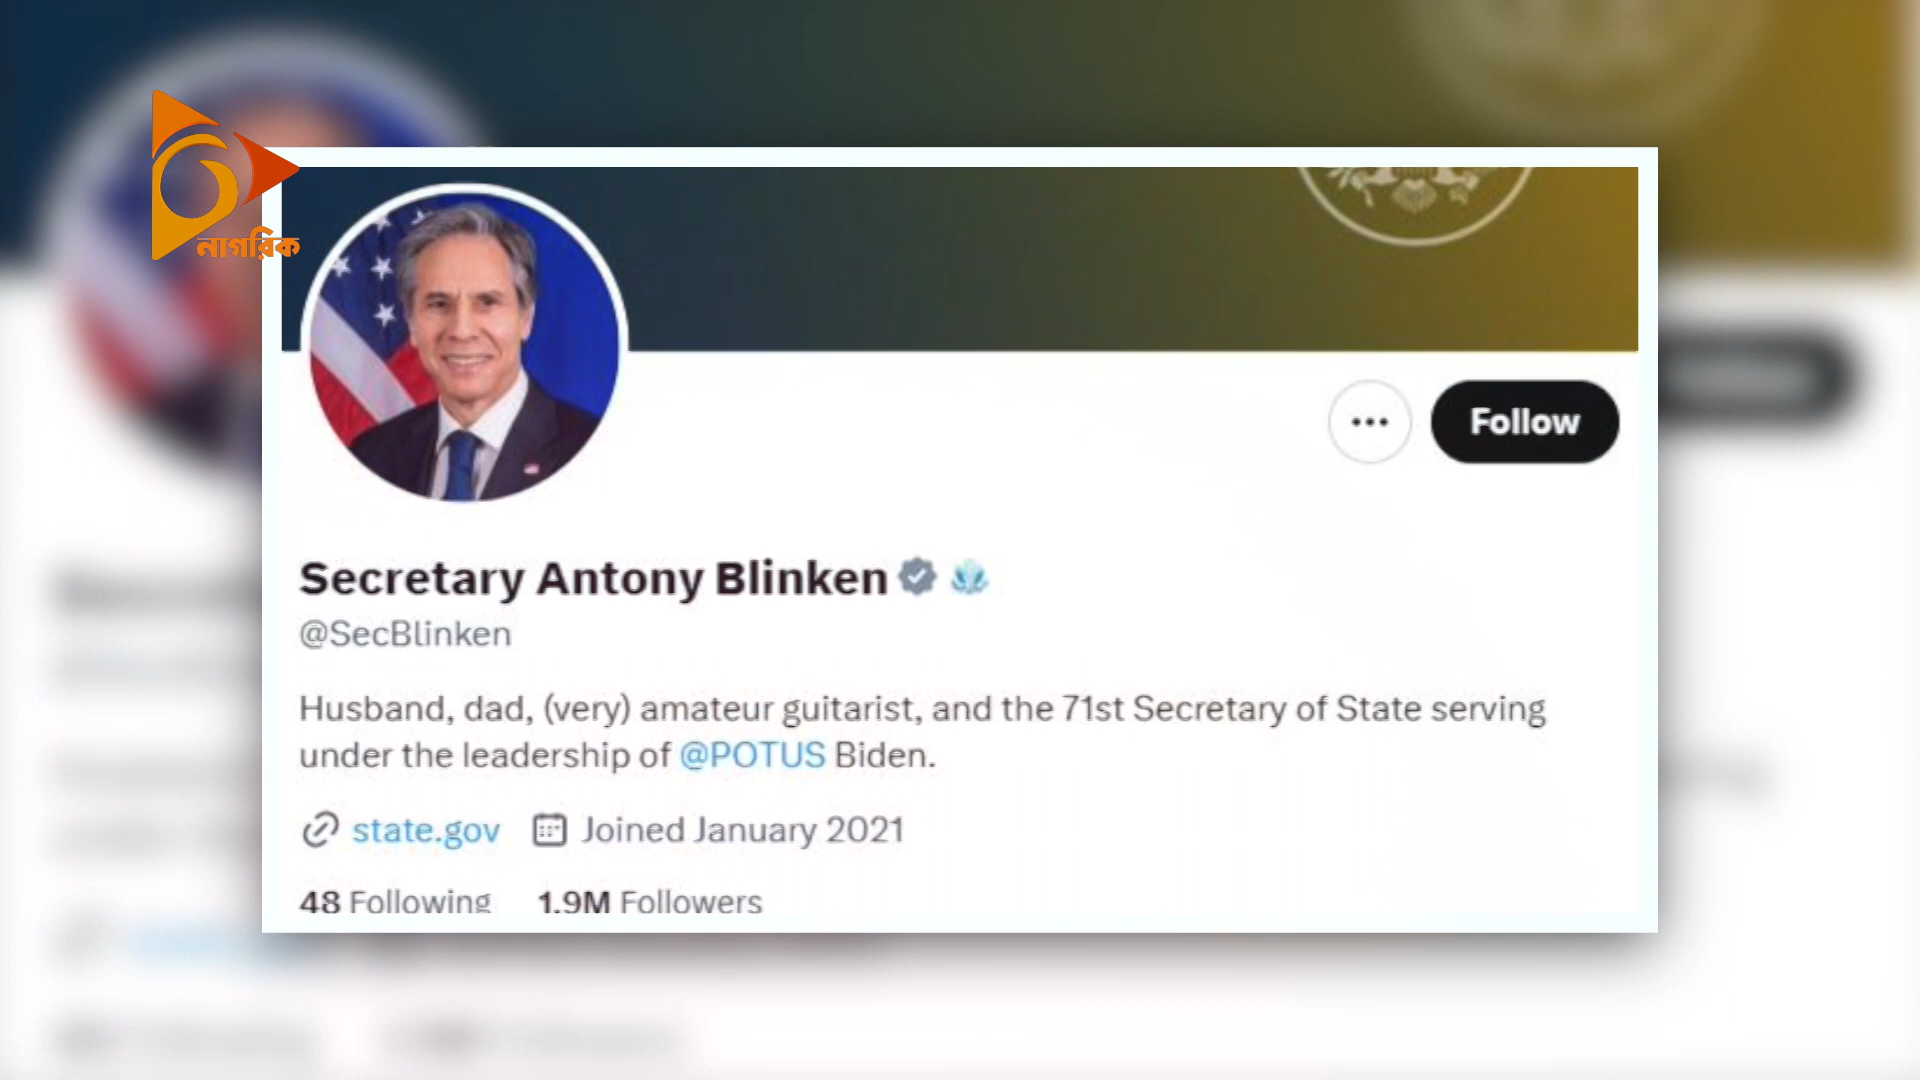 নাগরিক
Follow
Secretary Antony Blinken
@SecBlinken
Husband, dad, (very) amateur guitarist, and the 71st Secretary of State serving
under the leadership of @POTUS Biden.
state.gov Joined January 2021
48 Following 1.9M Followers